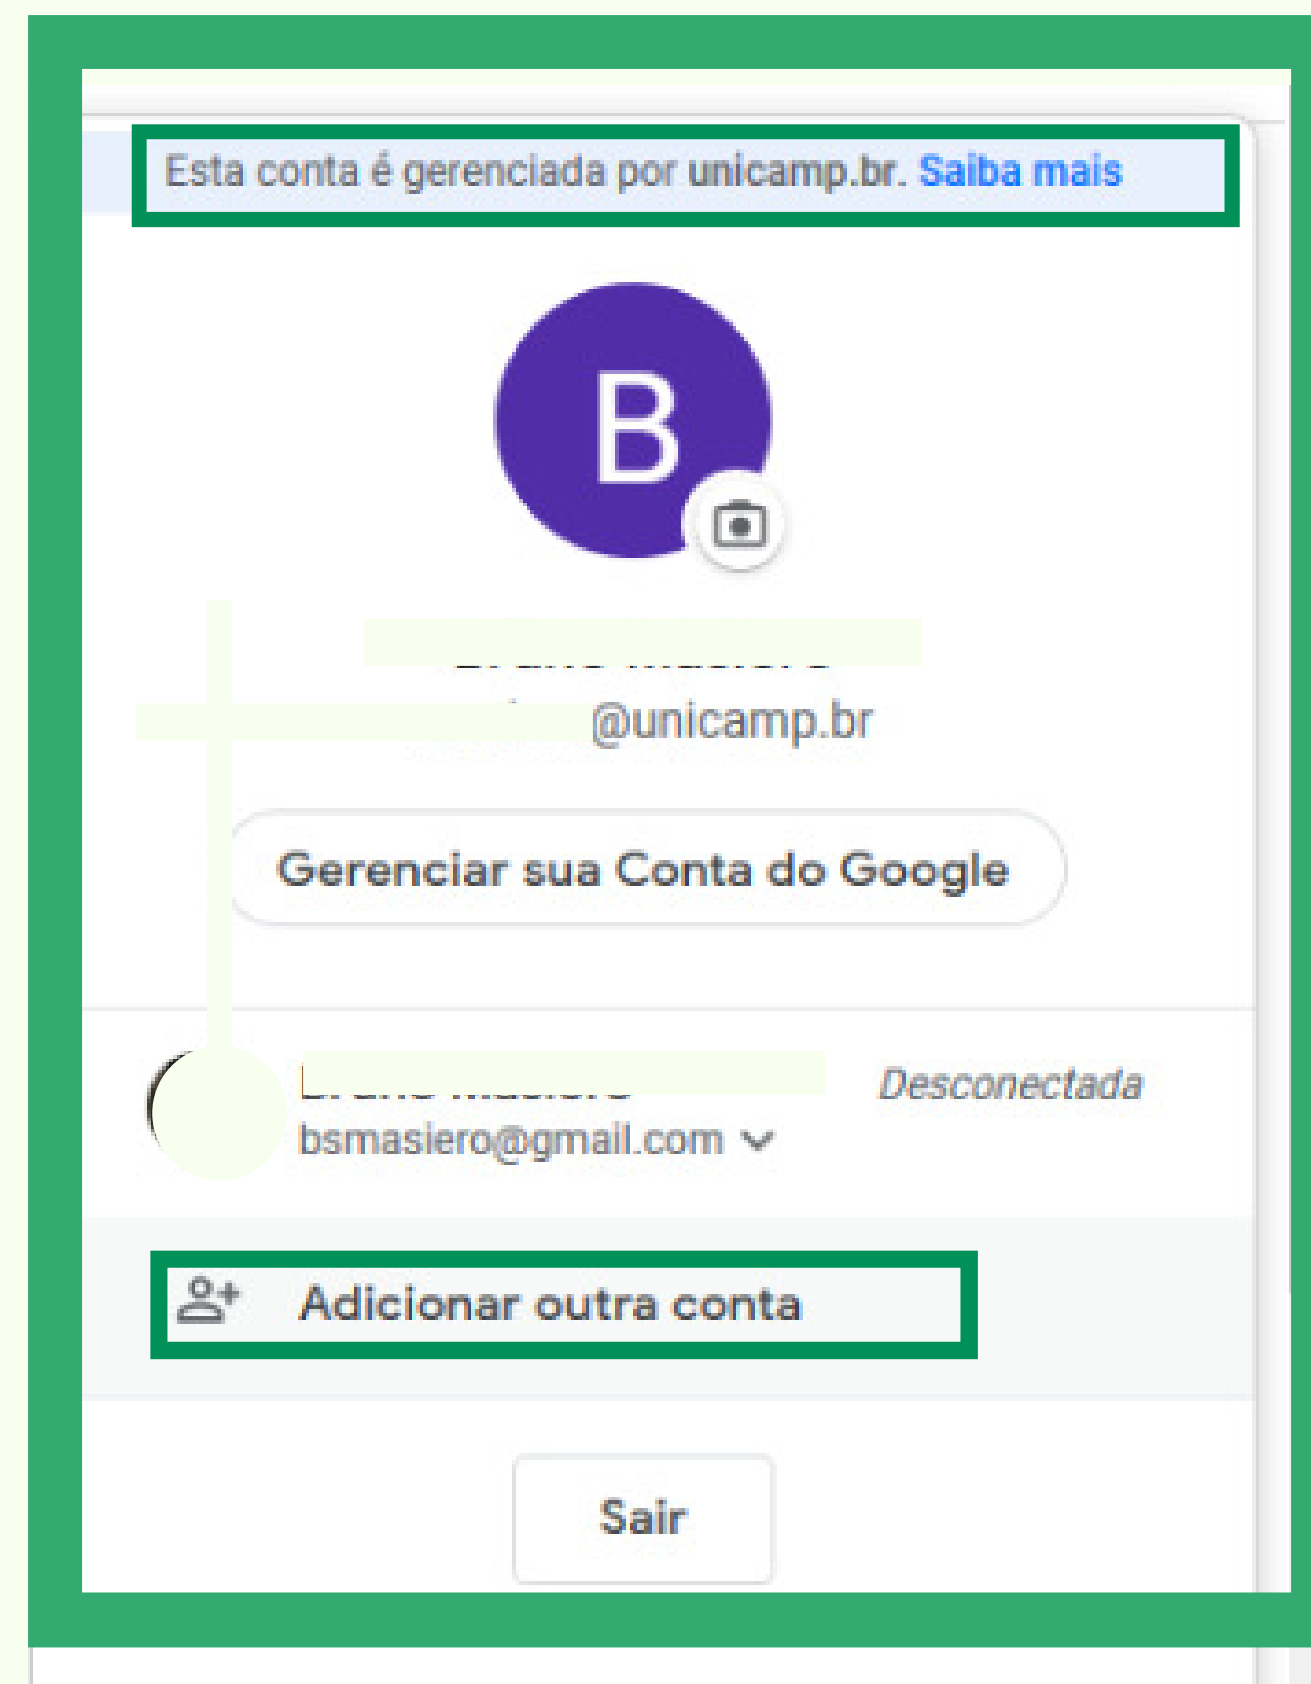 Esta conta é gerenciada por unicamp.br. Saiba mais
B
@unicamp.br
Gerenciar sua Conta do Google
Desconectada
bsmasiero@gmail.com
Adicionar outra conta
Sair